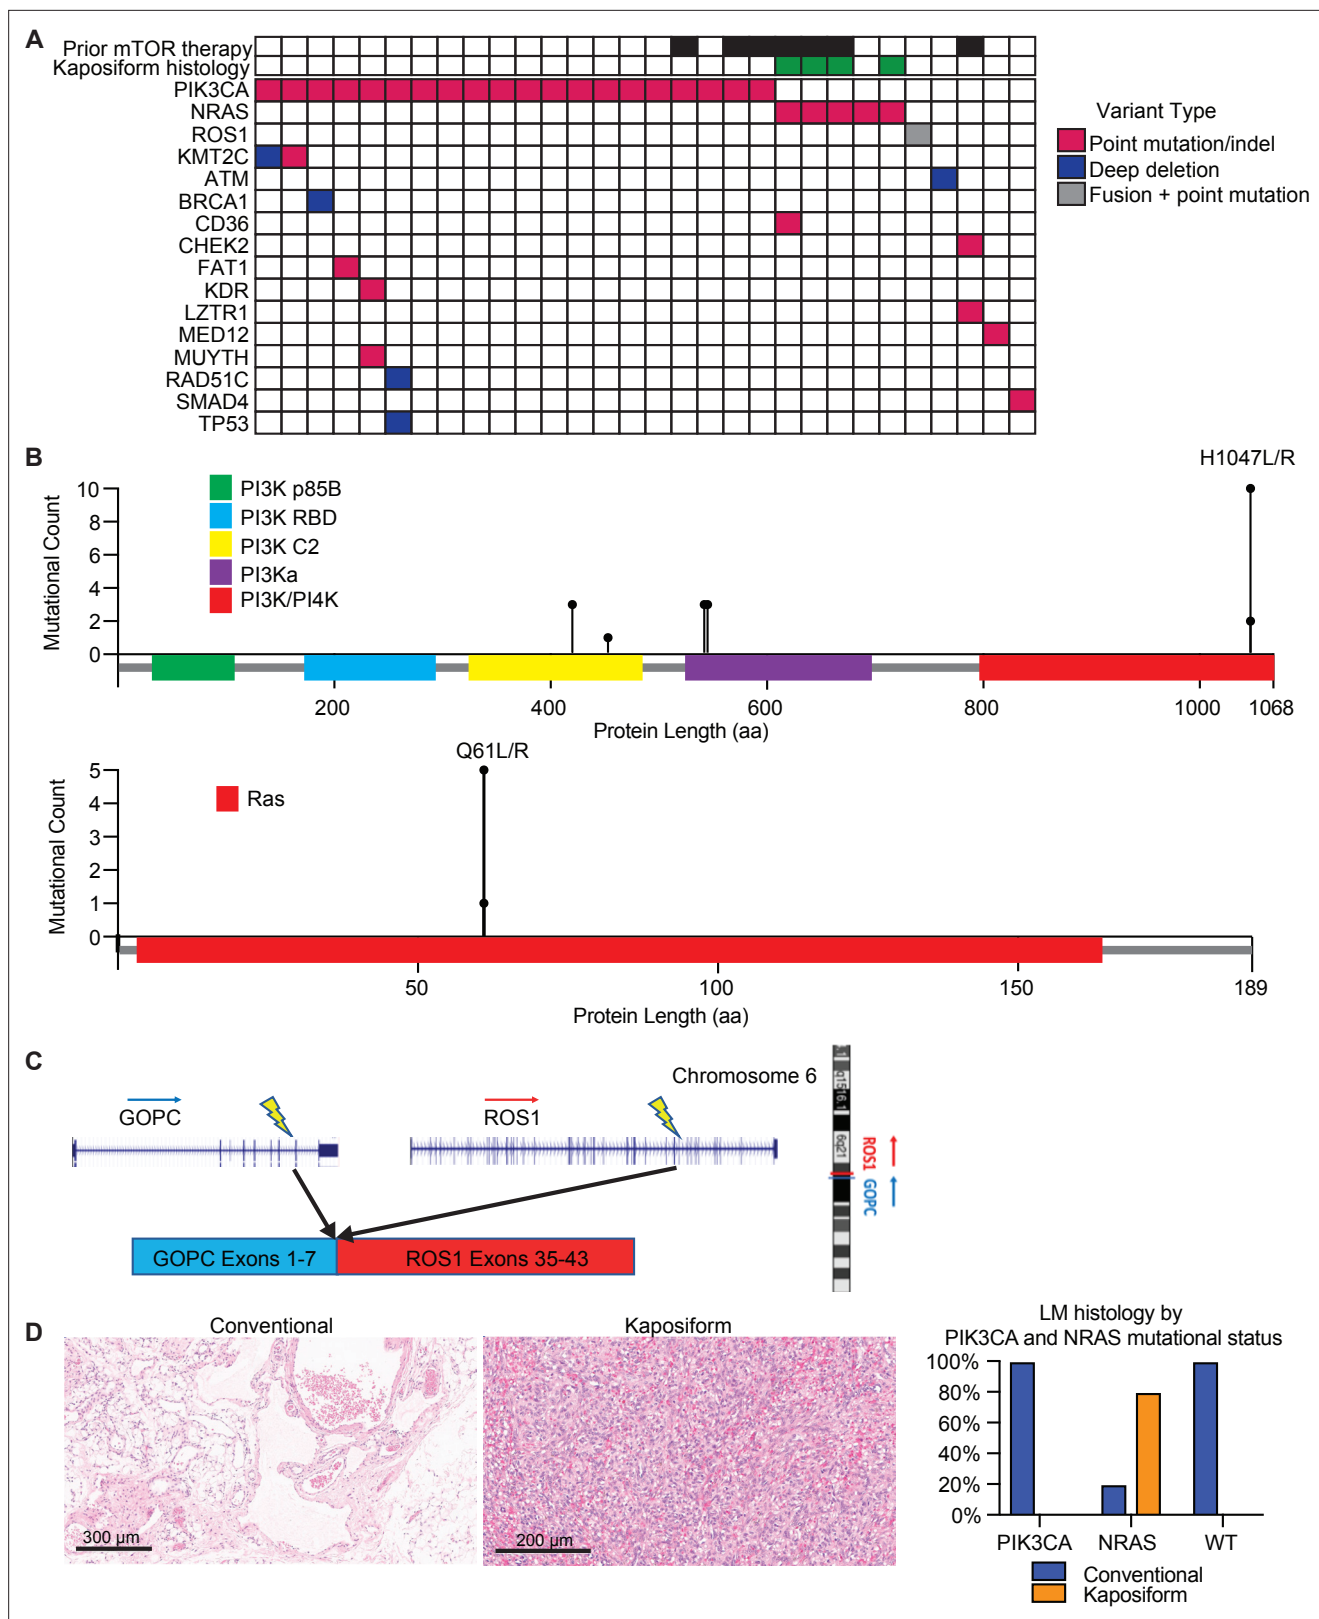 A
Prior mTOR therapy
Kaposiform histology
PIK3CA
NRAS
ROS1
KMT2C
ATM
BRCA1
CD36
CHEK2
FAT1
KDR
LZTR1
MED12
MUYTH
RAD51C
SMAD4
TP53
Variant Type
Point mutation/indel
Deep deletion
Fusion + point mutation
B
H1047L/R
Mutational Count
10
8
6
4
2
0
PI3K p85B
PI3K RBD
PI3K C2
PI3Ka
PI3K/PI4K
200 400 600 800 1000 1068
Protein Length (aa)
Q61L/R
Mutational Count
5
4
3
2
1
0
Ras
50 100 150 189
Protein Length (aa)
C
Chromosome 6
GOPC
ROS1
6q21
ROS1
GOPC
GOPC Exons 1-7
ROS1 Exons 35-43
D
Conventional
300 µm
Kaposiform
200 µm
LM histology by
PIK3CA and NRAS mutational status
100%
80%
60%
40%
20%
0%
PIK3CA NRAS WT
Conventional
Kaposiform